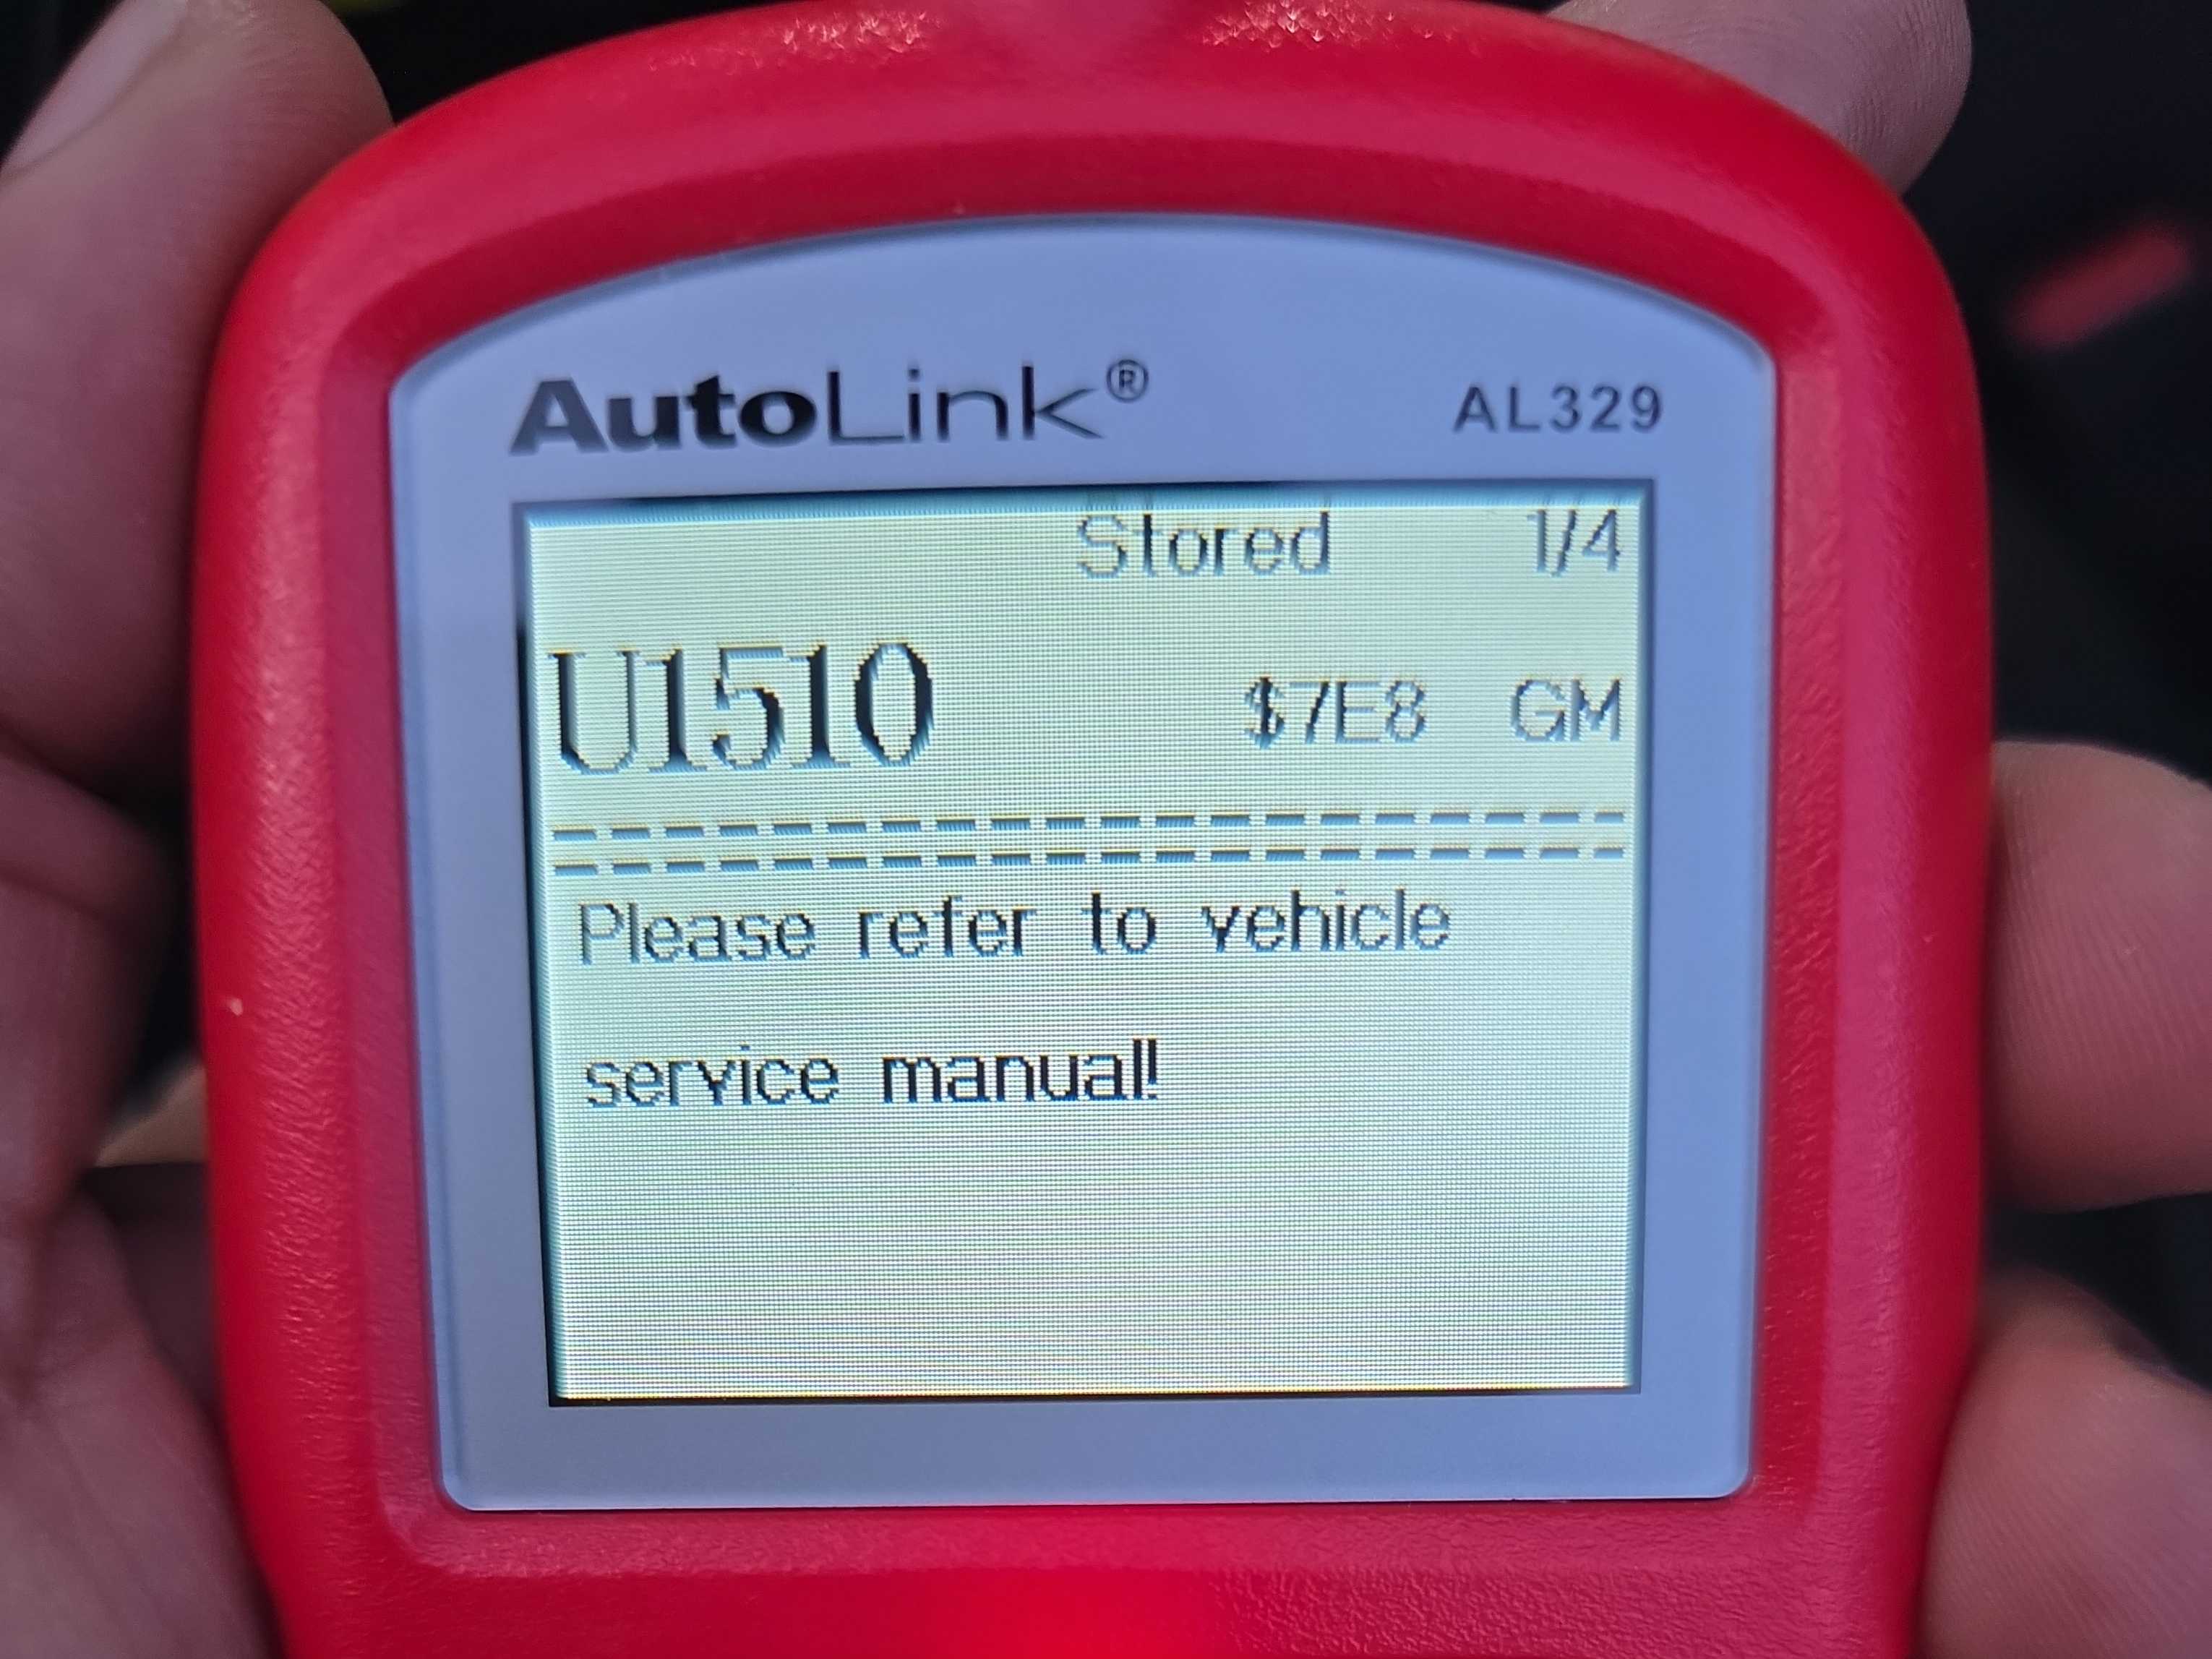 AutoLink® AL329
Stored 1/4
U1510 $7E8 GM
Please refer to vehicle
service manual!